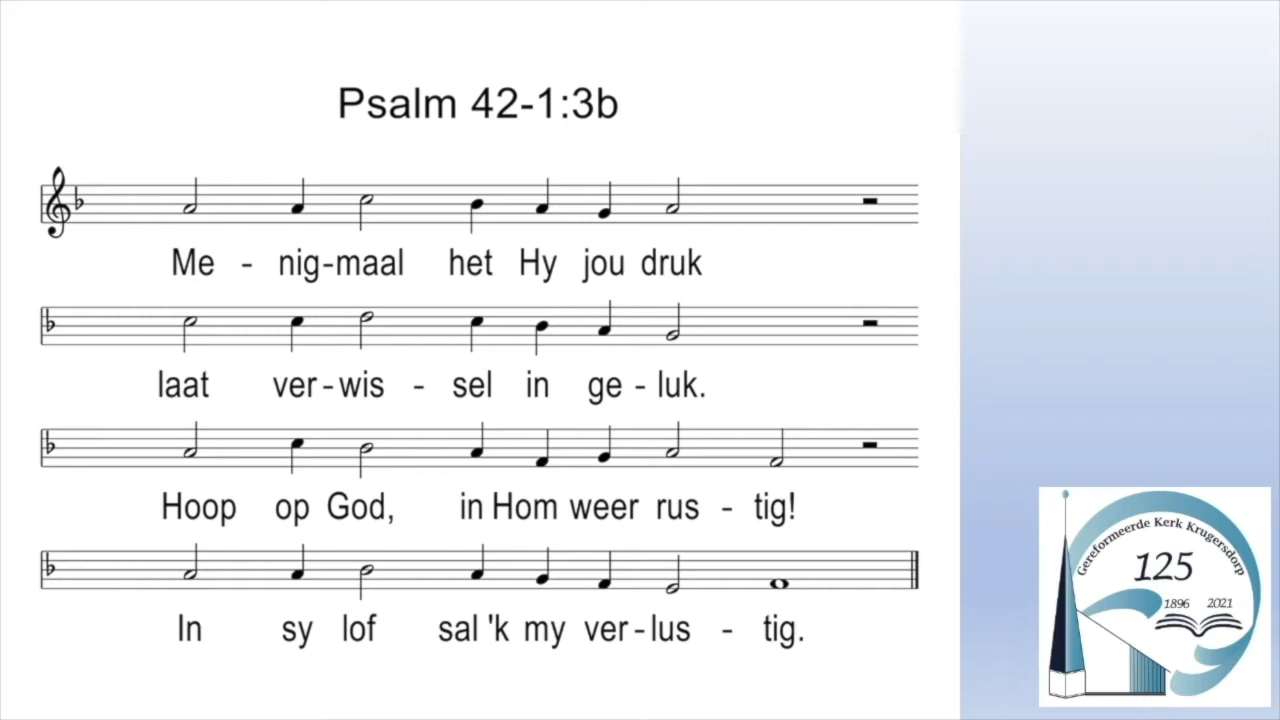 Psalm 42-1:3b
Me - nig-maal het Hy jou druk
laat ver-wis - sel in ge - luk.
Hoop op God, in Hom weer rus - tig!
In sy lof sal 'k my ver-lus - tig.
Gereformeerde Kerk Krugersdorp
125
1896 2021